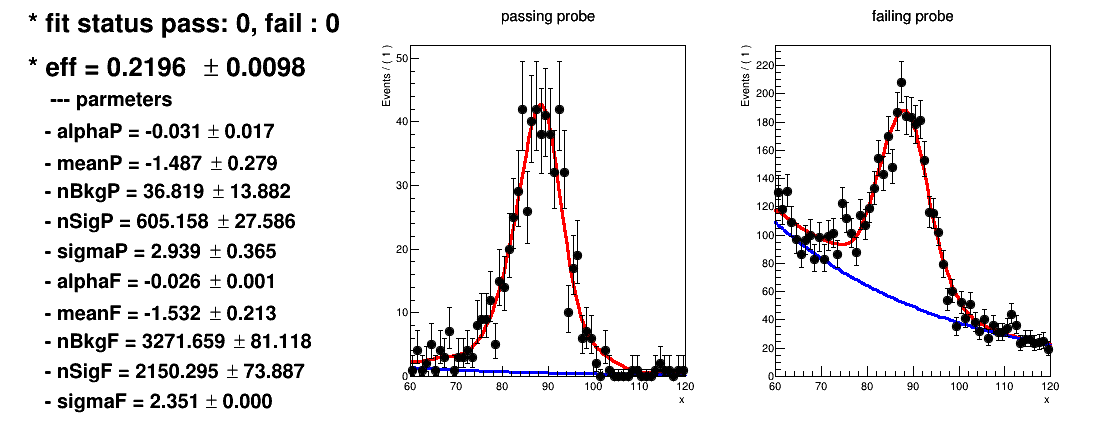 * fit status pass: 0, fail : 0
* eff = 0.2196 ± 0.0098
--- parmeters
- alphaP = -0.031 ± 0.017
- meanP = -1.487 ± 0.279
- nBkgP = 36.819 ± 13.882
- nSigP = 605.158 ± 27.586
- sigmaP = 2.939 ± 0.365
- alphaF = -0.026 ± 0.001
- meanF = -1.532 ± 0.213
- nBkgF = 3271.659 ± 81.118
- nSigF = 2150.295 ± 73.887
- sigmaF = 2.351 ± 0.000
passing probe
Events / ( 1 )
50
40
30
20
10
0
60 70 80 90 100 110 120
x
failing probe
Events / ( 1 )
220
200
180
160
140
120
100
80
60
40
20
0
60 70 80 90 100 110 120
x